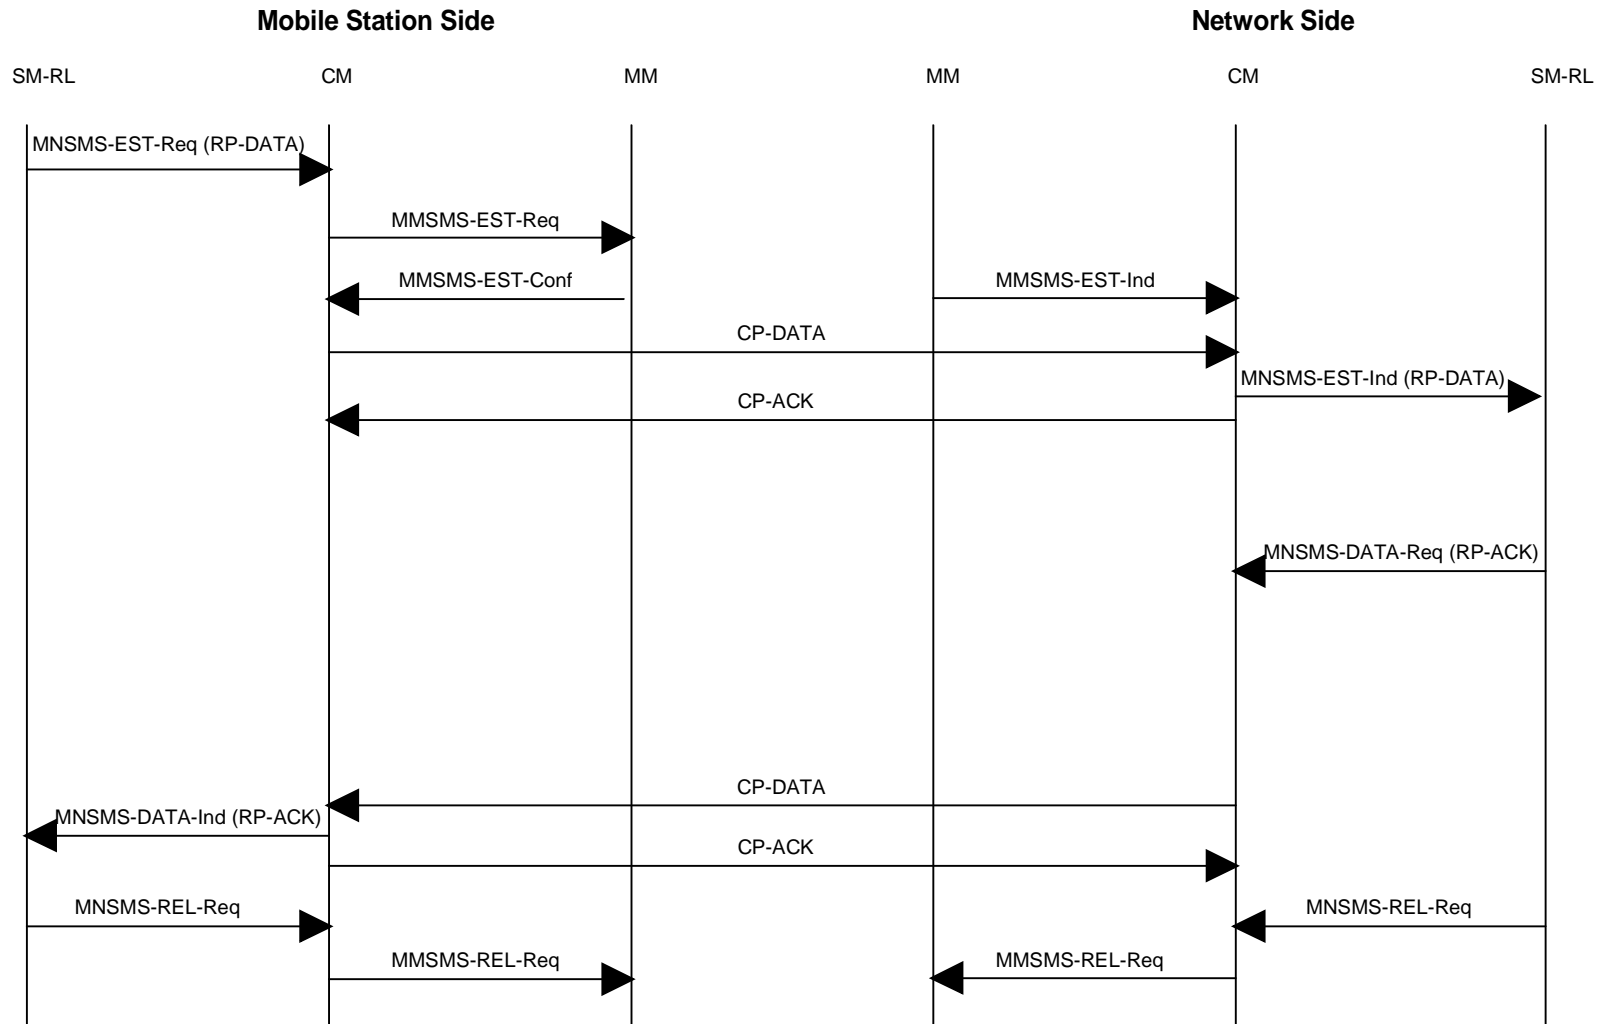 Mobile Station Side
Network Side
SM-RL
CM
MM
MM
CM
SM-RL
MNSMS-EST-Req (RP-DATA)
MMSMS-EST-Req
MMSMS-EST-Conf
MMSMS-EST-Ind
CP-DATA
MNSMS-EST-Ind (RP-DATA)
CP-ACK
MNSMS-DATA-Req (RP-ACK)
CP-DATA
MNSMS-DATA-Ind (RP-ACK)
CP-ACK
MNSMS-REL-Req
MNSMS-REL-Req
MMSMS-REL-Req
MMSMS-REL-Req